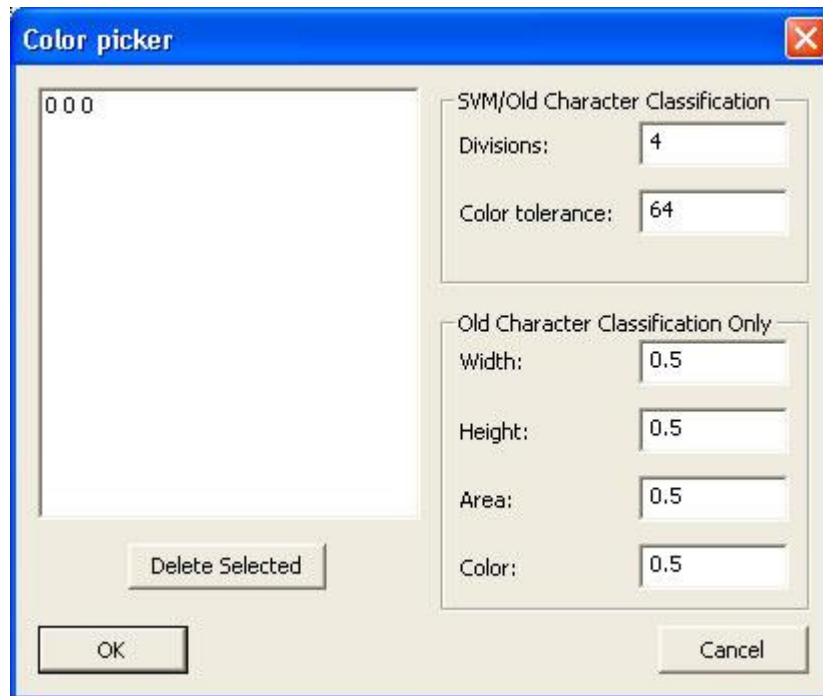 Color picker
0 0 0
Delete Selected
OK
SVM/Old Character Classification
Divisions: 4
Color tolerance: 64
Old Character Classification Only
Width: 0.5
Height: 0.5
Area: 0.5
Color: 0.5
Cancel